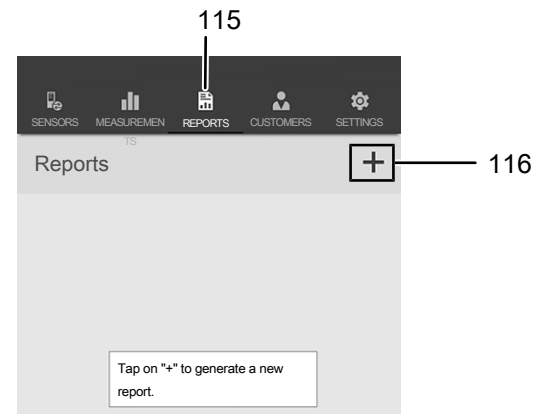 115
SENSORS MEASUREMEN REPORTS CUSTOMERS SETTINGS
TS
Reports +
116
Tap on "+" to generate a new
report.